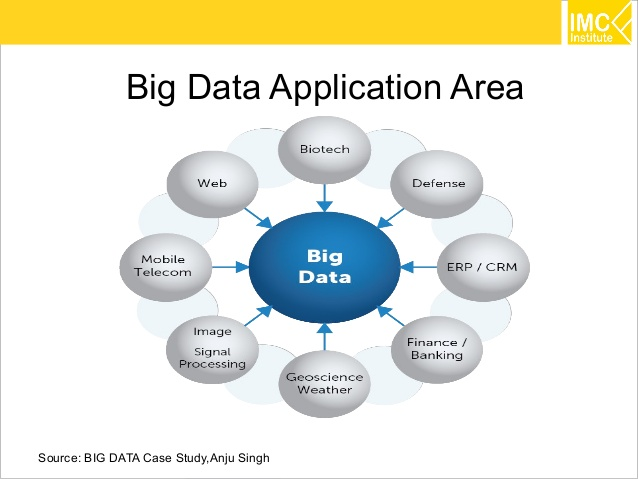 IMC
Institute
Big Data Application Area
Biotech
Web
Defense
Big
Data
Mobile
Telecom
ERP / CRM
Image
Signal
Processing
Finance /
Banking
Geoscience
Weather
Source: BIG DATA Case Study,Anju Singh